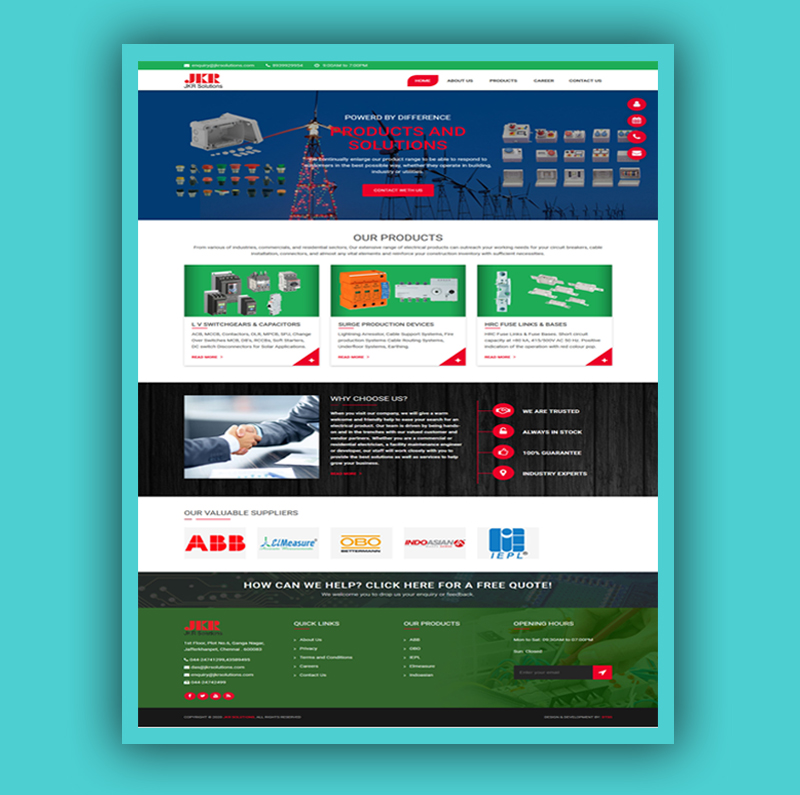 enquiry@jkrsolutions.com
JKR
JKR Solutions
HOME ABOUT US PRODUCTS CAREER CONTACT US
POWERD BY DIFFERENCE
PRODUCTS AND
SOLUTIONS
We continually enlarge our product range to be able to respond to
customers in the best possible way, whether they operate in building,
industry or utilities.
CONTACT WETH US
OUR PRODUCTS
From various of industries, commercials, and residential sectors; Our extensive range of electrical products can outreach your working needs for your circuit breakers, cable
installation, connectors, and almost any vital elements and reinforce your construction inventory with sufficient necessities.
L V SWITCHGEARS & CAPACITORS
ACB, MCCB, Contactors, OLR, MPCB, SFU, Change
Over Switches MCB, DB's, RCCBs, Soft Starters,
DC switch Disconnectors for Solar Applications.
READ MORE
SURGE PRODUCTION DEVICES
Lightning Arrestor, Cable Support Systems, Fire
production Systems Cable Routing Systems,
Underfloor Systems, Earthing.
READ MORE
HRC FUSE LINKS & BASES
HRC Fuse Links & Fuse Bases. Short circuit
capacity at 80 kA, 415/500V AC 50 Hz. Positive
indication of the operation with red colour pop.
READ MORE
WHY CHOOSE US?
When you visit our company, we will give a warm
welcome and friendly help to ease your search for an
electrical product. Our team is driven by being hands-
on and in the trenches with our valued customer and
vendor partners. Whether you are a commercial or
residential electrician, a facility maintenance engineer
or developer, our staff will work closely with you to
provide the best solutions as well as services to help
grow your business.
READ MORE
WE ARE TRUSTED
ALWAYS IN STOCK
100% GUARANTEE
INDUSTRY EXPERTS
OUR VALUABLE SUPPLIERS
ABB
OBO
BETTERMANN
INDOASIAN
IEPL
HOW CAN WE HELP? CLICK HERE FOR A FREE QUOTE!
We welcome you to drop us your enquiry or feedback.
JKR
JKR Solutions
1st Floor, Plot No.6, Ganga Nagar,
Jafferkhanpet, Chennai . 600083
enquiry@jkrsolutions.com
044-24742499
QUICK LINKS
About Us
Privacy
Terms and Conditions
Careers
Contact Us
OUR PRODUCTS
ABB
OBO
IEPL
Elmeasure
Indoasian
OPENING HOURS
Mon to Sat: 09:30AM to 07:00PM
Sun: Closed
Enter your email
COPYRIGHT © 2020, JKR SOLUTIONS, ALL RIGHTS RESERVED
DESIGN & DEVELOPMENT BY